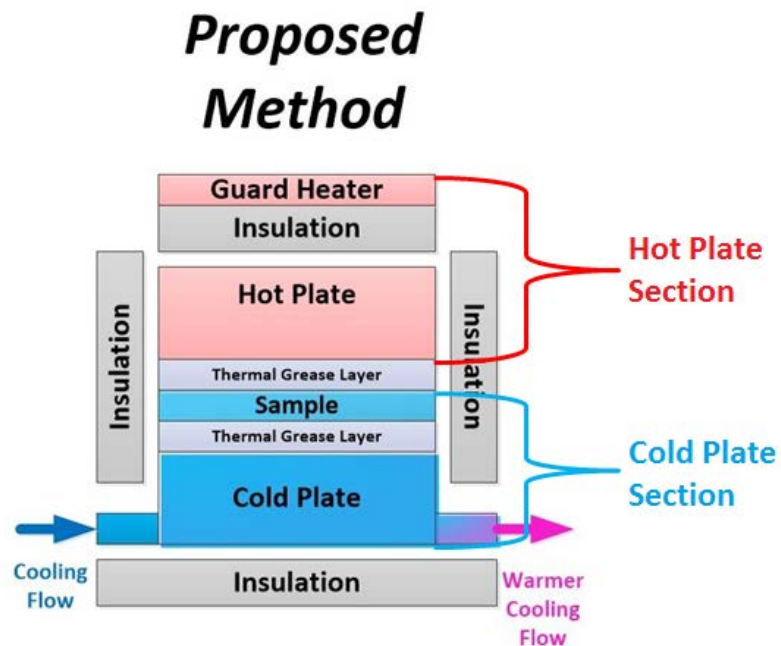 Proposed
Method
Guard Heater
Insulation
Hot Plate
Section
Hot Plate
Insulation
Insulation
Thermal Grease Layer
Sample
Thermal Grease Layer
Cold Plate
Section
Cold Plate
Cooling
Flow
Insulation
Warmer
Cooling
Flow